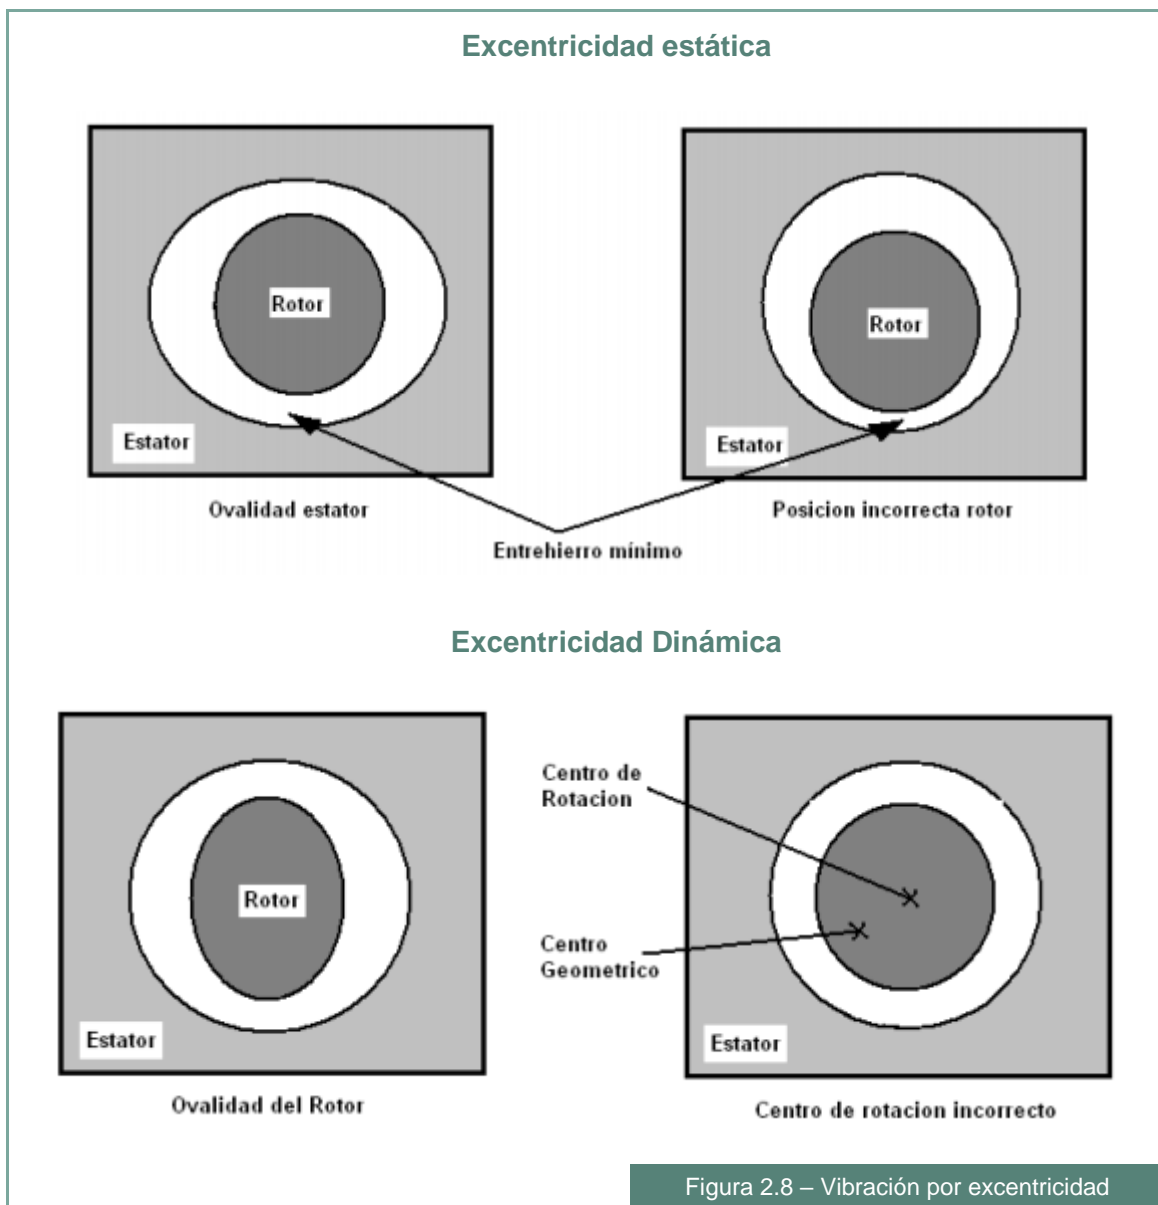 Excentricidad estática
Rotor
Rotor
Estator
Estator
Ovalidad estator
Posicion incorrecta rotor
Entrehierro mínimo
Excentricidad Dinámica
Centro de
Rotacion
Rotor
Centro
Geometrico
Estator
Estator
Ovalidad del Rotor
Centro de rotacion incorrecto
Figura 2.8 – Vibración por excentricidad